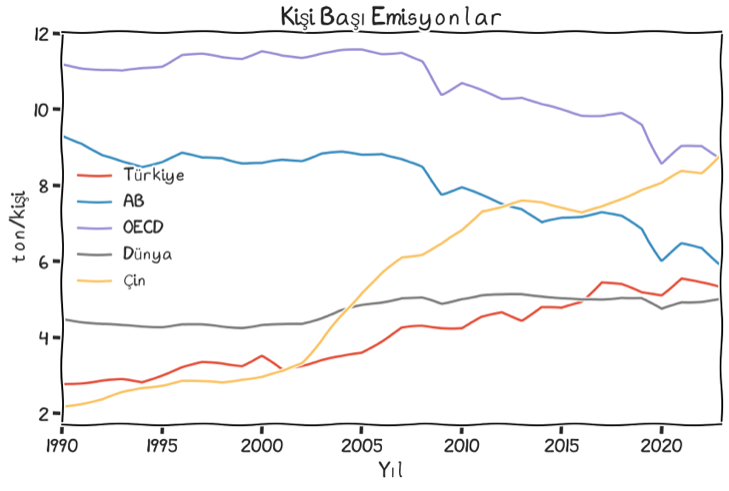 Kişi Başı Emisyonlar
12
10
8
6
4
2
ton/kişi
Türkiye
AB
OECD
Dünya
Çin
1990 1995 2000 2005 2010 2015 2020
Yıl